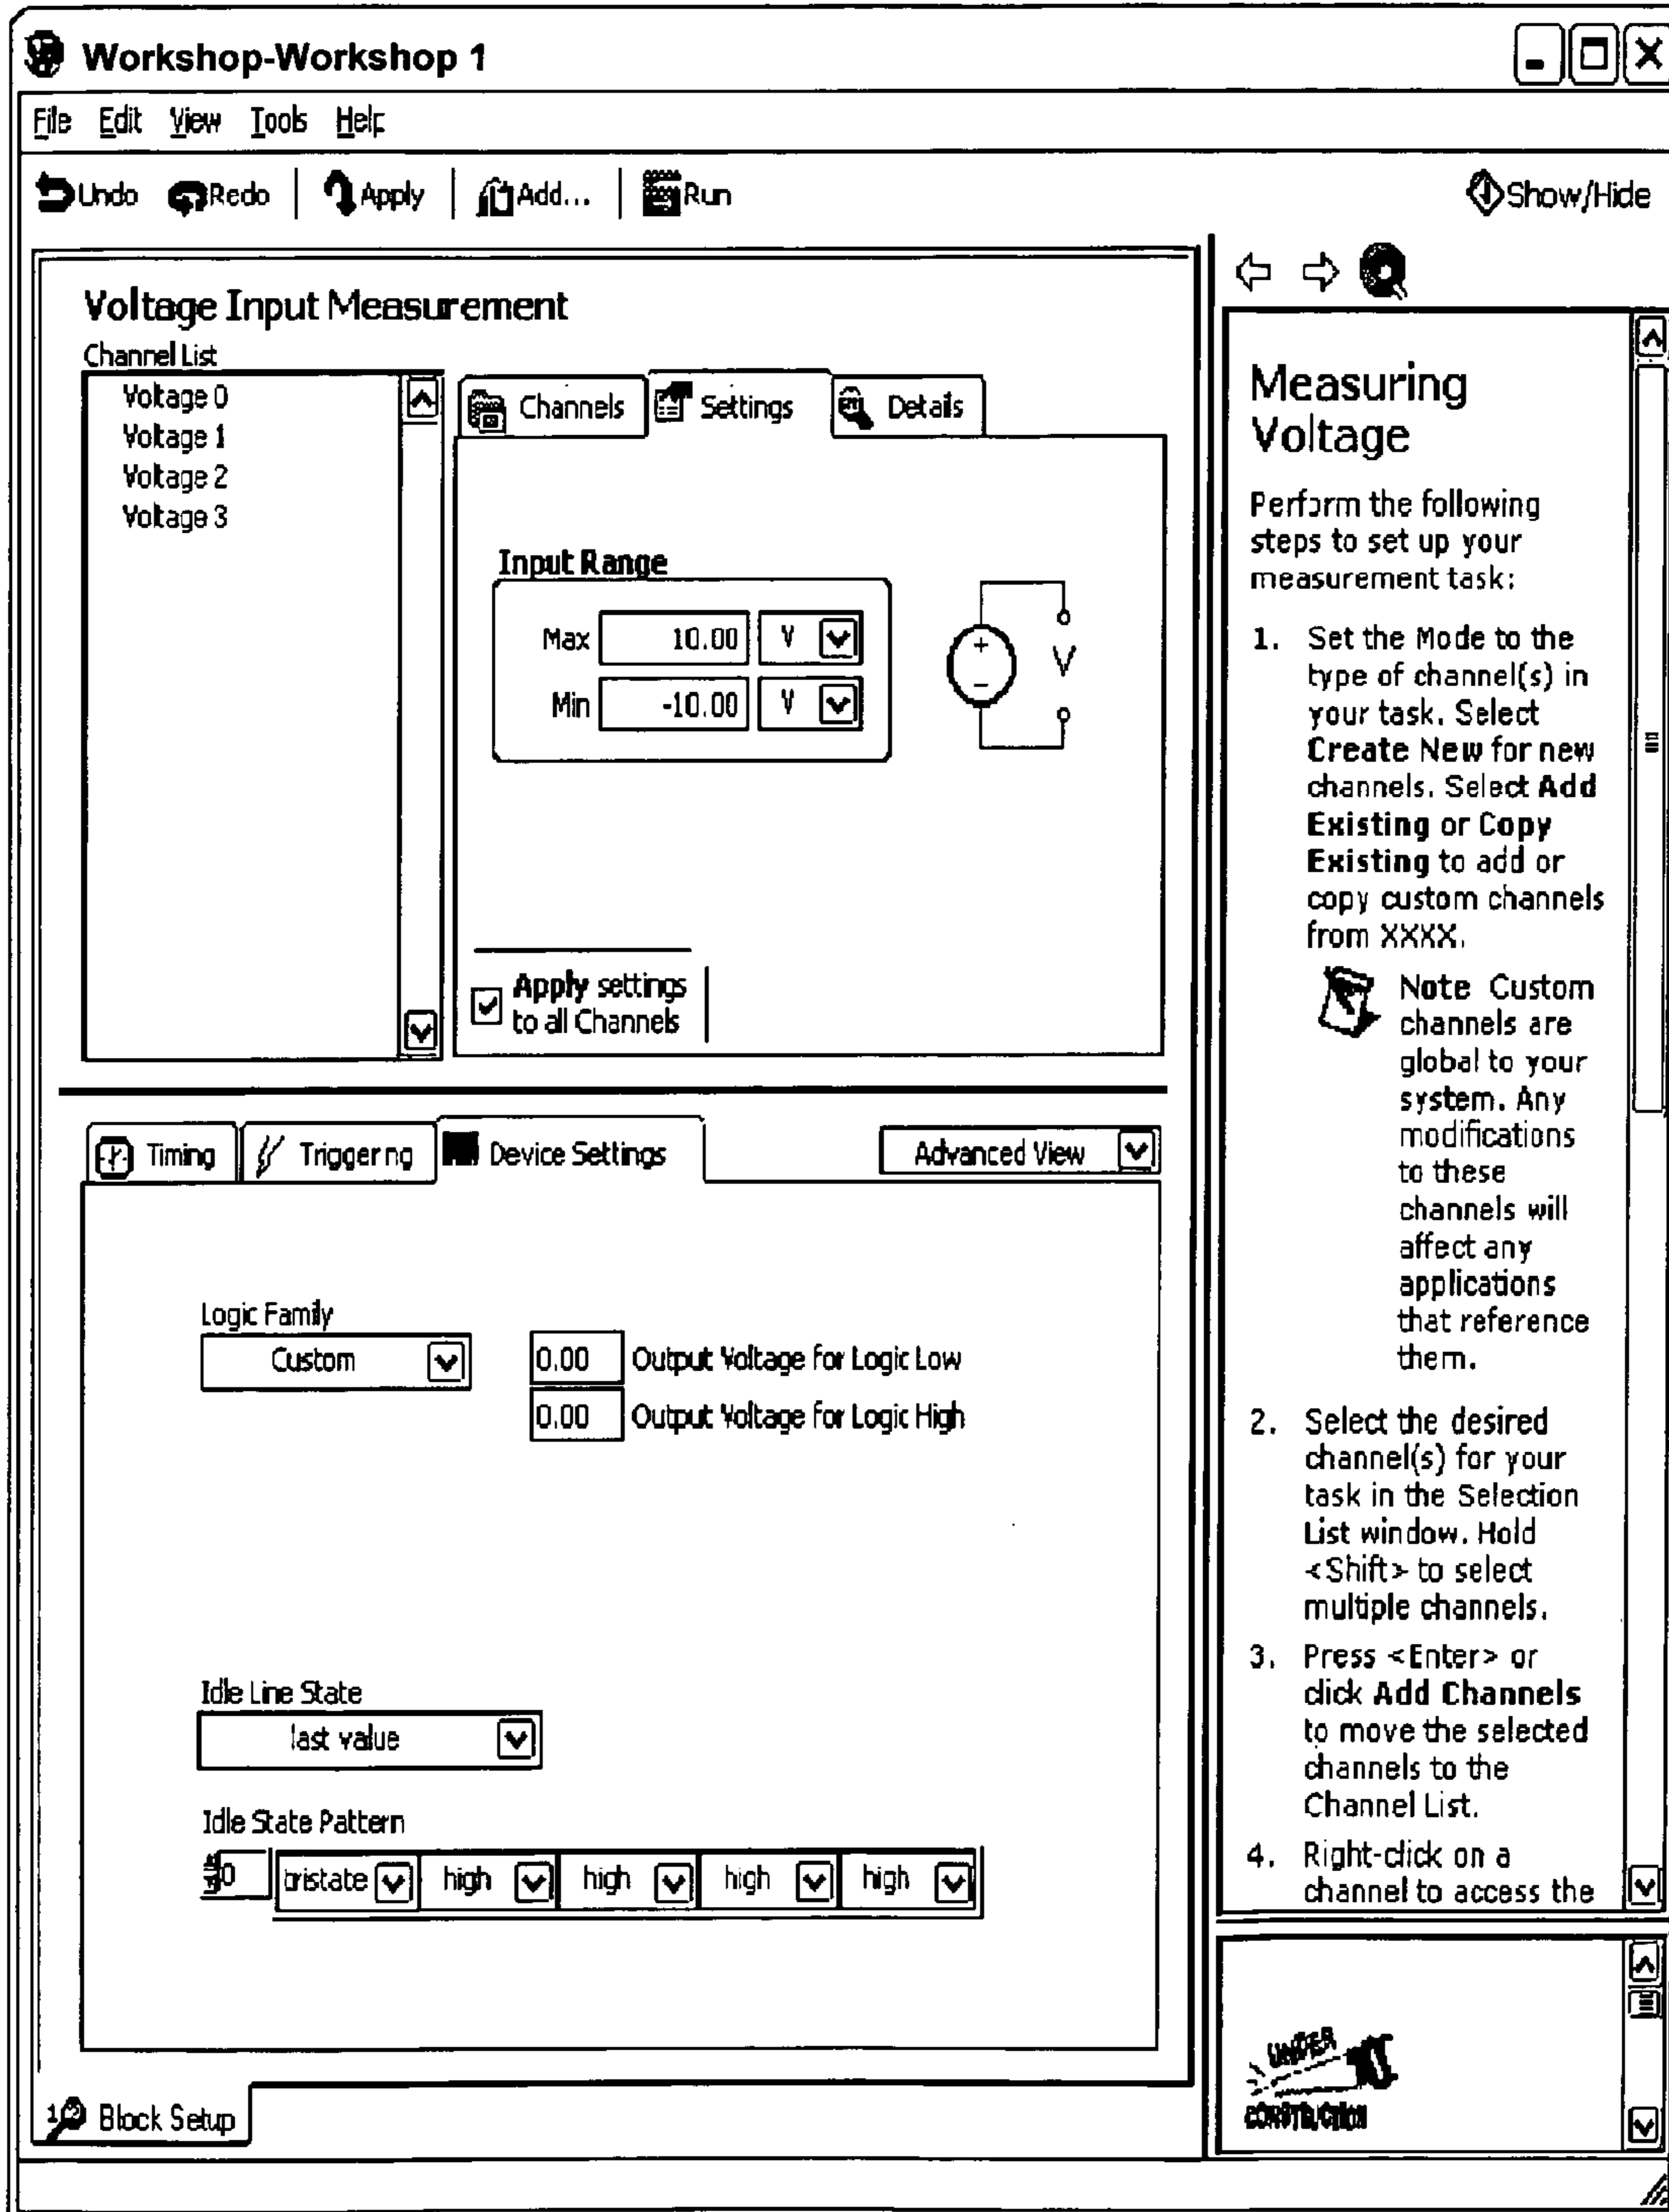 Workshop-Workshop 1
File Edit View Tools Help
Undo Redo Apply Add... Run Show/Hide
Voltage Input Measurement
Channel List
Voltage 0
Voltage 1
Voltage 2
Voltage 3
Channels Settings Details
Input Range
Max 10.00 V
Min -10.00 V
V
Apply settings
to all Channels
Timing Triggering Device Settings Advanced View
Logic Family
Custom
0.00 Output Voltage for Logic Low
0.00 Output Voltage for Logic High
Idle Line State
last value
Idle State Pattern
0 tristate high high high high
Block Setup
Measuring
Voltage
Perform the following
steps to set up your
measurement task:
1. Set the Mode to the
type of channel(s) in
your task. Select
Create New for new
channels. Select Add
Existing or Copy
Existing to add or
copy custom channels
from XXXX.
Note Custom
channels are
global to your
system. Any
modifications
to these
channels will
affect any
applications
that reference
them.
2. Select the desired
channel(s) for your
task in the Selection
List window. Hold
<Shift> to select
multiple channels.
3. Press <Enter> or
click Add Channels
to move the selected
channels to the
Channel List.
4. Right-click on a
channel to access the
UNDER
CONSTRUCTION